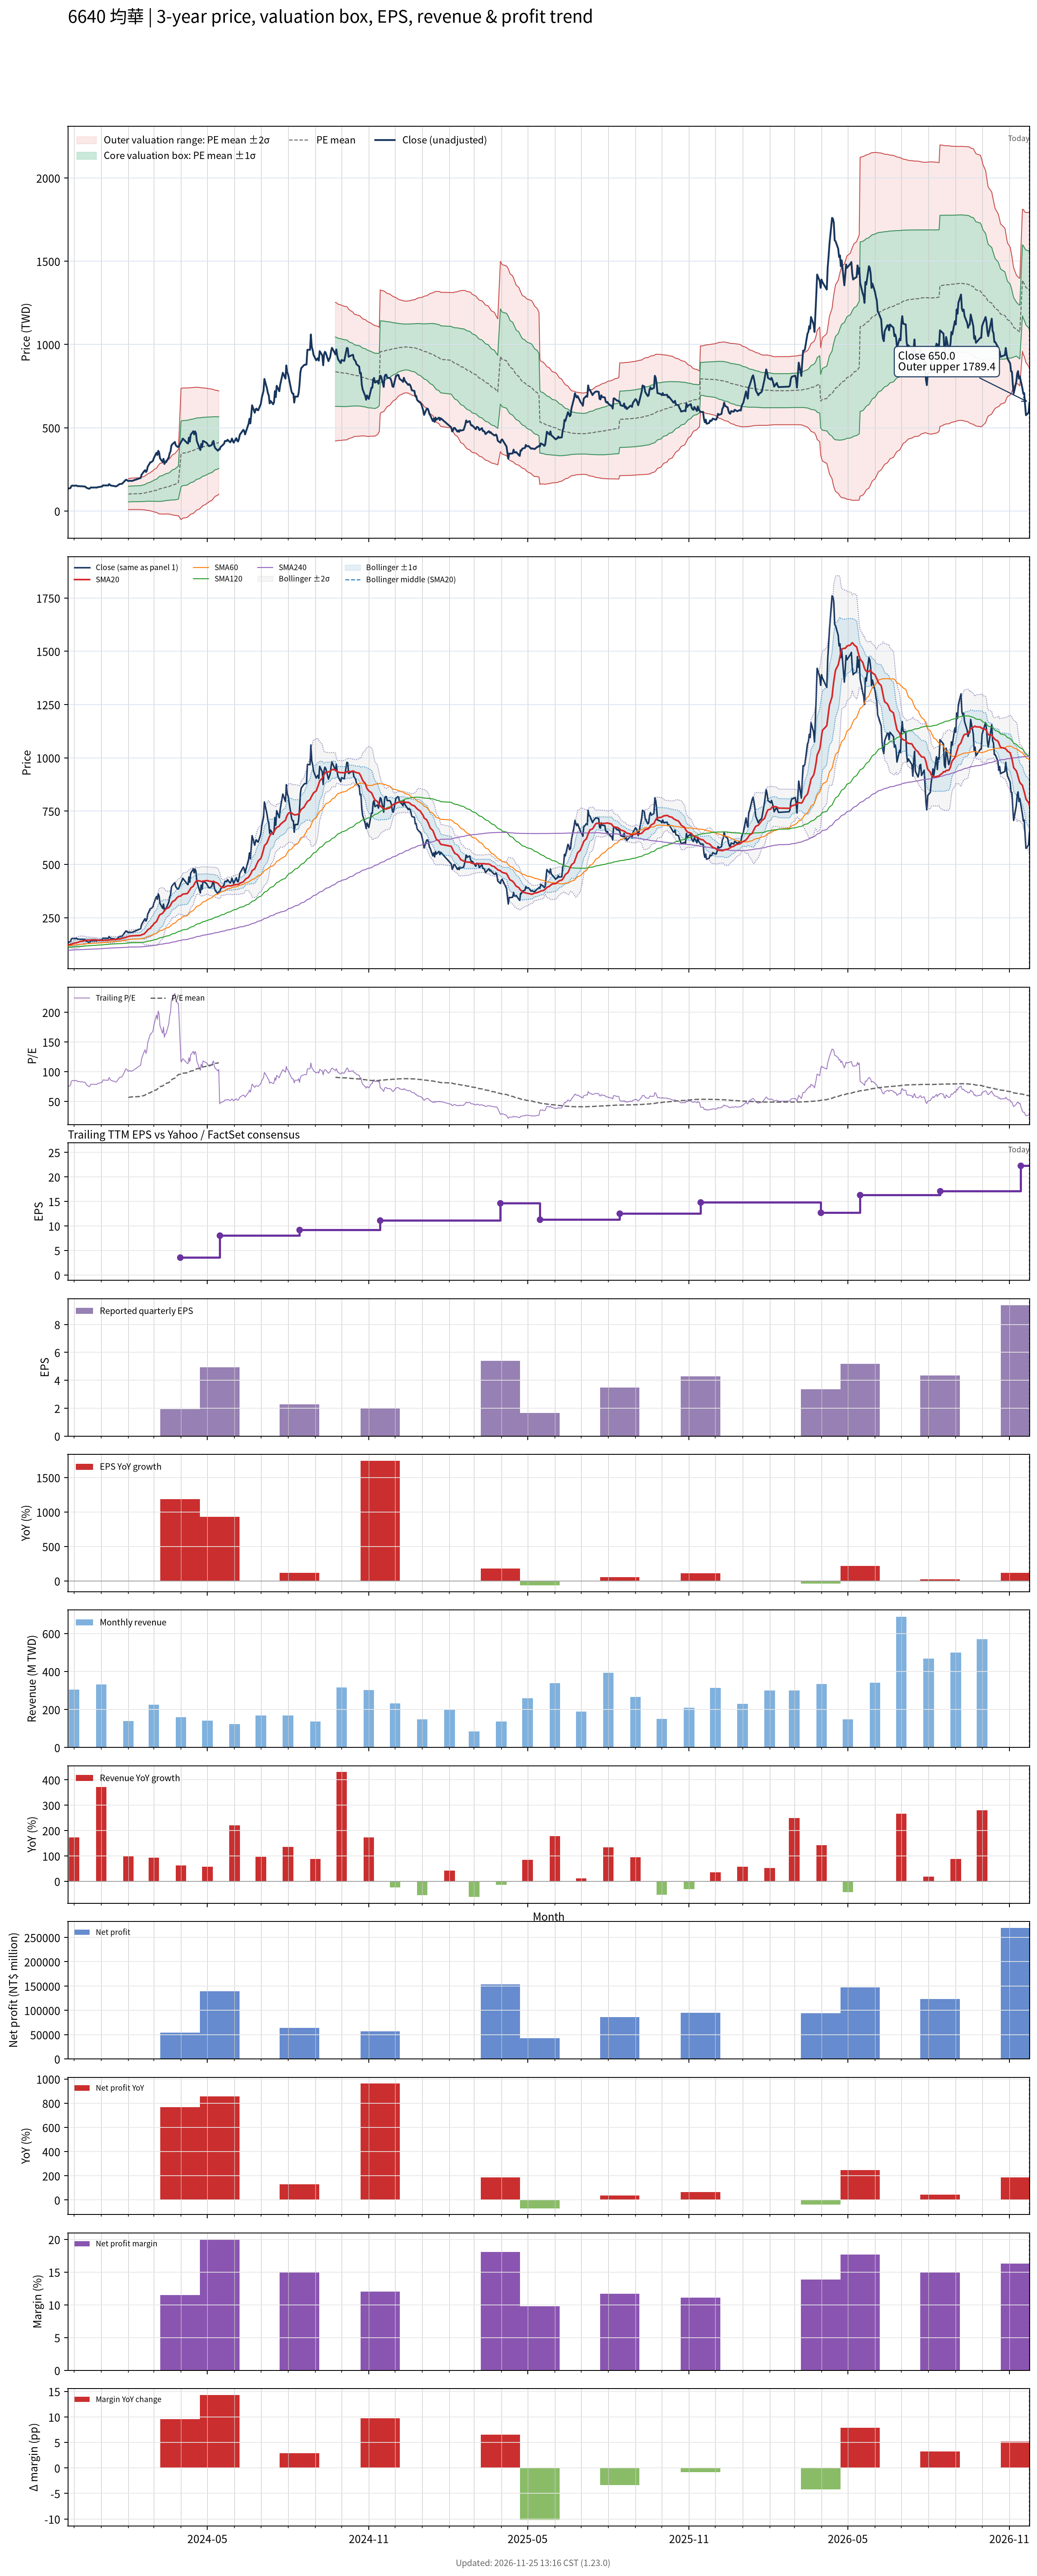 6640 均華 | 3-year price, valuation box, EPS, revenue & profit trend
Outer valuation range: PE mean ±2σ
Core valuation box: PE mean ±1σ
PE mean
Close (unadjusted)
Today
Price (TWD)
2000
1500
1000
500
0
Close 650.0
Outer upper 1789.4
Close (same as panel 1)
SMA20
SMA60
SMA120
SMA240
Bollinger ±2σ
Bollinger ±1σ
Bollinger middle (SMA20)
Price
1750
1500
1250
1000
750
500
250
Trailing P/E
P/E mean
P/E
200
150
100
50
Trailing TTM EPS vs Yahoo / FactSet consensus
Today
EPS
25
20
15
10
5
0
Reported quarterly EPS
EPS
8
6
4
2
0
EPS YoY growth
YoY (%)
1500
1000
500
0
Monthly revenue
Revenue (M TWD)
600
400
200
0
Revenue YoY growth
YoY (%)
400
300
200
100
0
Month
Net profit
Net profit (NT$ million)
250000
200000
150000
100000
50000
0
Net profit YoY
YoY (%)
1000
800
600
400
200
0
Net profit margin
Margin (%)
20
15
10
5
0
Margin YoY change
Δ margin (pp)
15
10
5
0
-5
-10
2024-05
2024-11
2025-05
2025-11
2026-05
2026-11
Updated: 2026-11-25 13:16 CST (1.23.0)